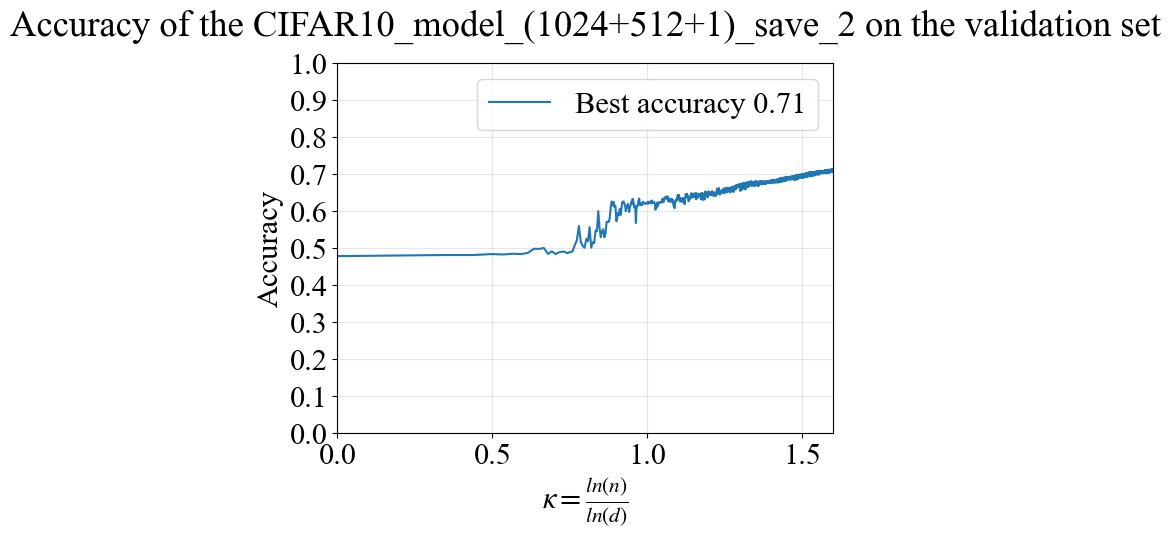 Accuracy of the CIFAR10_model_(1024+512+1)_save_2 on the validation set
Best accuracy 0.71
Accuracy
1.0
0.9
0.8
0.7
0.6
0.5
0.4
0.3
0.2
0.1
0.0
0.0 0.5 1.0 1.5
κ = ln(n)/ln(d)